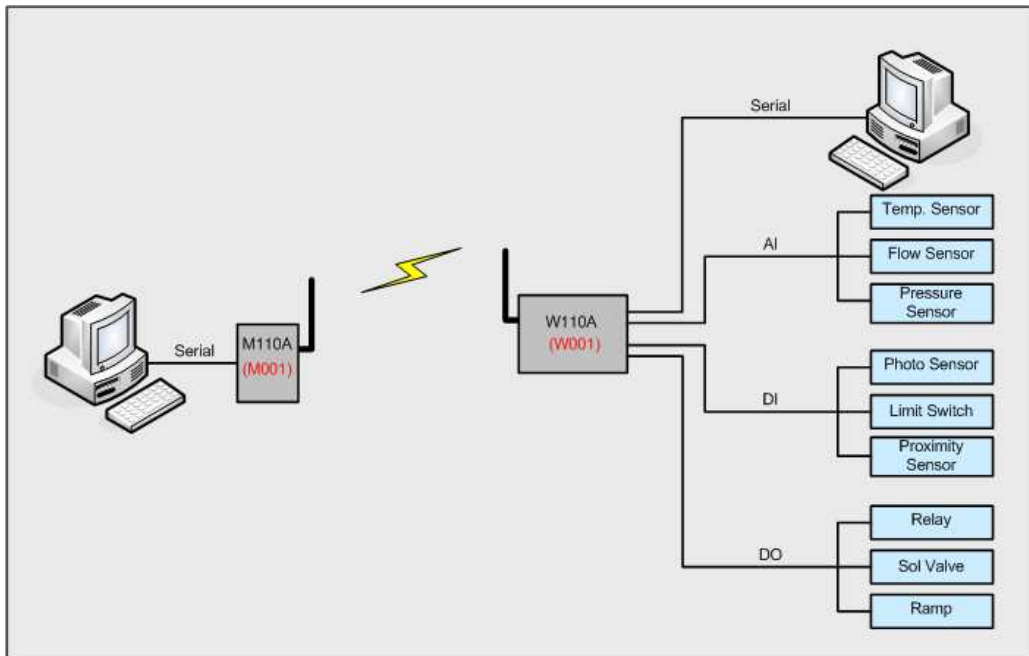 Serial
Temp. Sensor
AI
Flow Sensor
Pressure
Sensor
W110A
(W001)
M110A
(M001)
Serial
Photo Sensor
DI
Limit Switch
Proximity
Sensor
Relay
DO
Sol Valve
Ramp